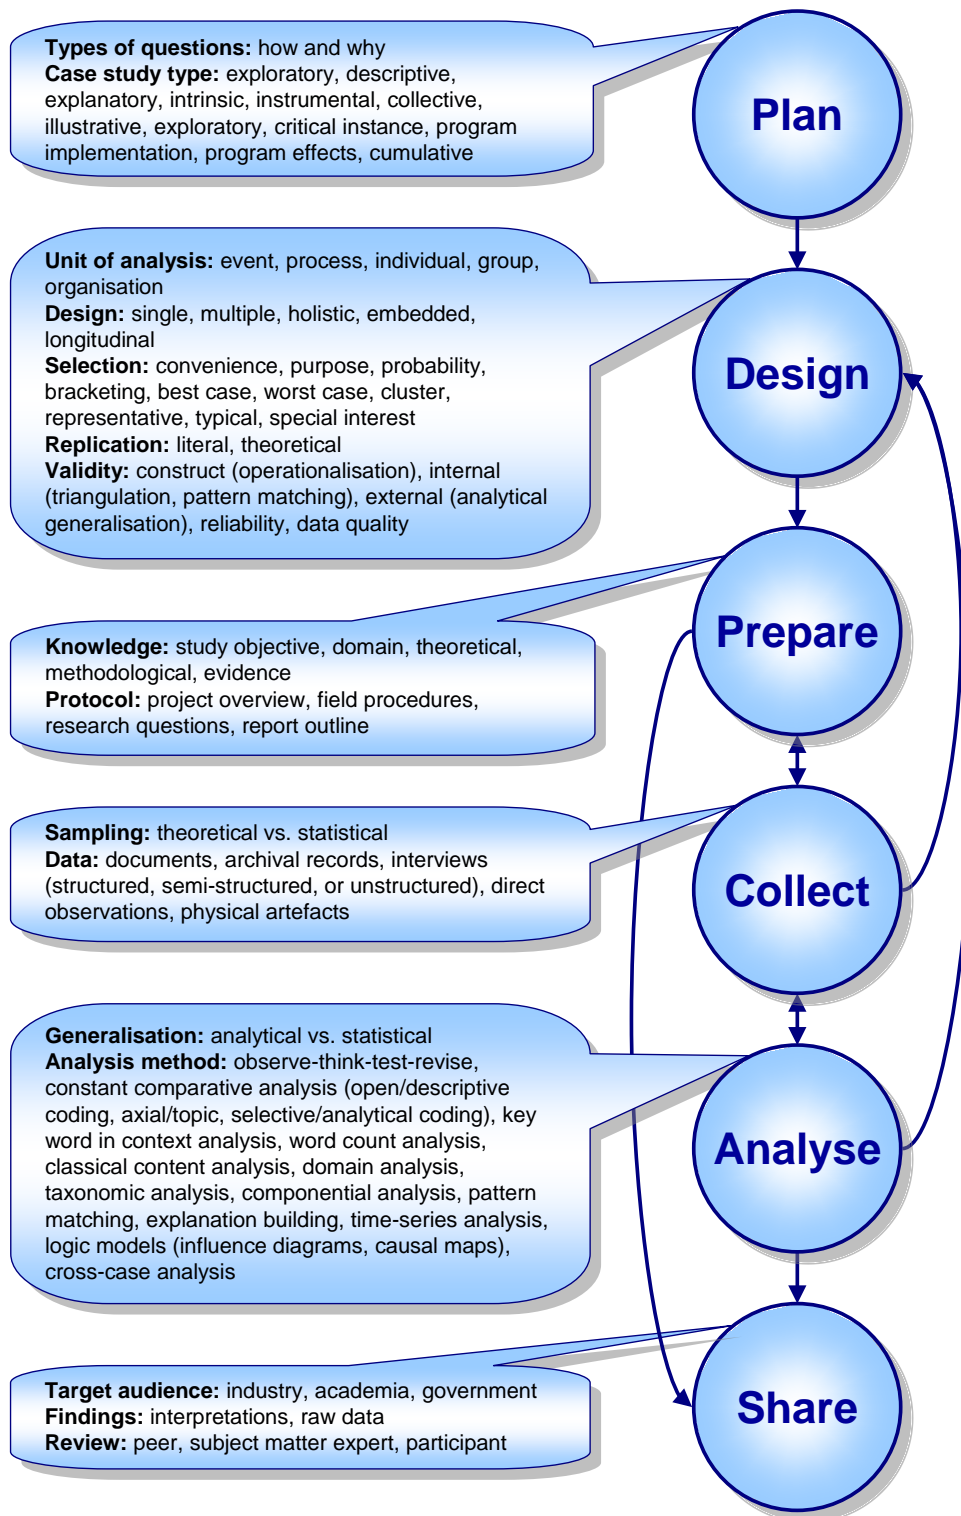 Types of questions: how and why
Case study type: exploratory, descriptive,
explanatory, intrinsic, instrumental, collective,
illustrative, exploratory, critical instance, program
implementation, program effects, cumulative
Plan
Unit of analysis: event, process, individual, group,
organisation
Design: single, multiple, holistic, embedded,
longitudinal
Selection: convenience, purpose, probability,
bracketing, best case, worst case, cluster,
representative, typical, special interest
Replication: literal, theoretical
Validity: construct (operationalisation), internal
(triangulation, pattern matching), external (analytical
generalisation), reliability, data quality
Design
Knowledge: study objective, domain, theoretical,
methodological, evidence
Protocol: project overview, field procedures,
research questions, report outline
Prepare
Sampling: theoretical vs. statistical
Data: documents, archival records, interviews
(structured, semi-structured, or unstructured), direct
observations, physical artefacts
Collect
Generalisation: analytical vs. statistical
Analysis method: observe-think-test-revise,
constant comparative analysis (open/descriptive
coding, axial/topic, selective/analytical coding), key
word in context analysis, word count analysis,
classical content analysis, domain analysis,
taxonomic analysis, componential analysis, pattern
matching, explanation building, time-series analysis,
logic models (influence diagrams, causal maps),
cross-case analysis
Analyse
Target audience: industry, academia, government
Findings: interpretations, raw data
Review: peer, subject matter expert, participant
Share